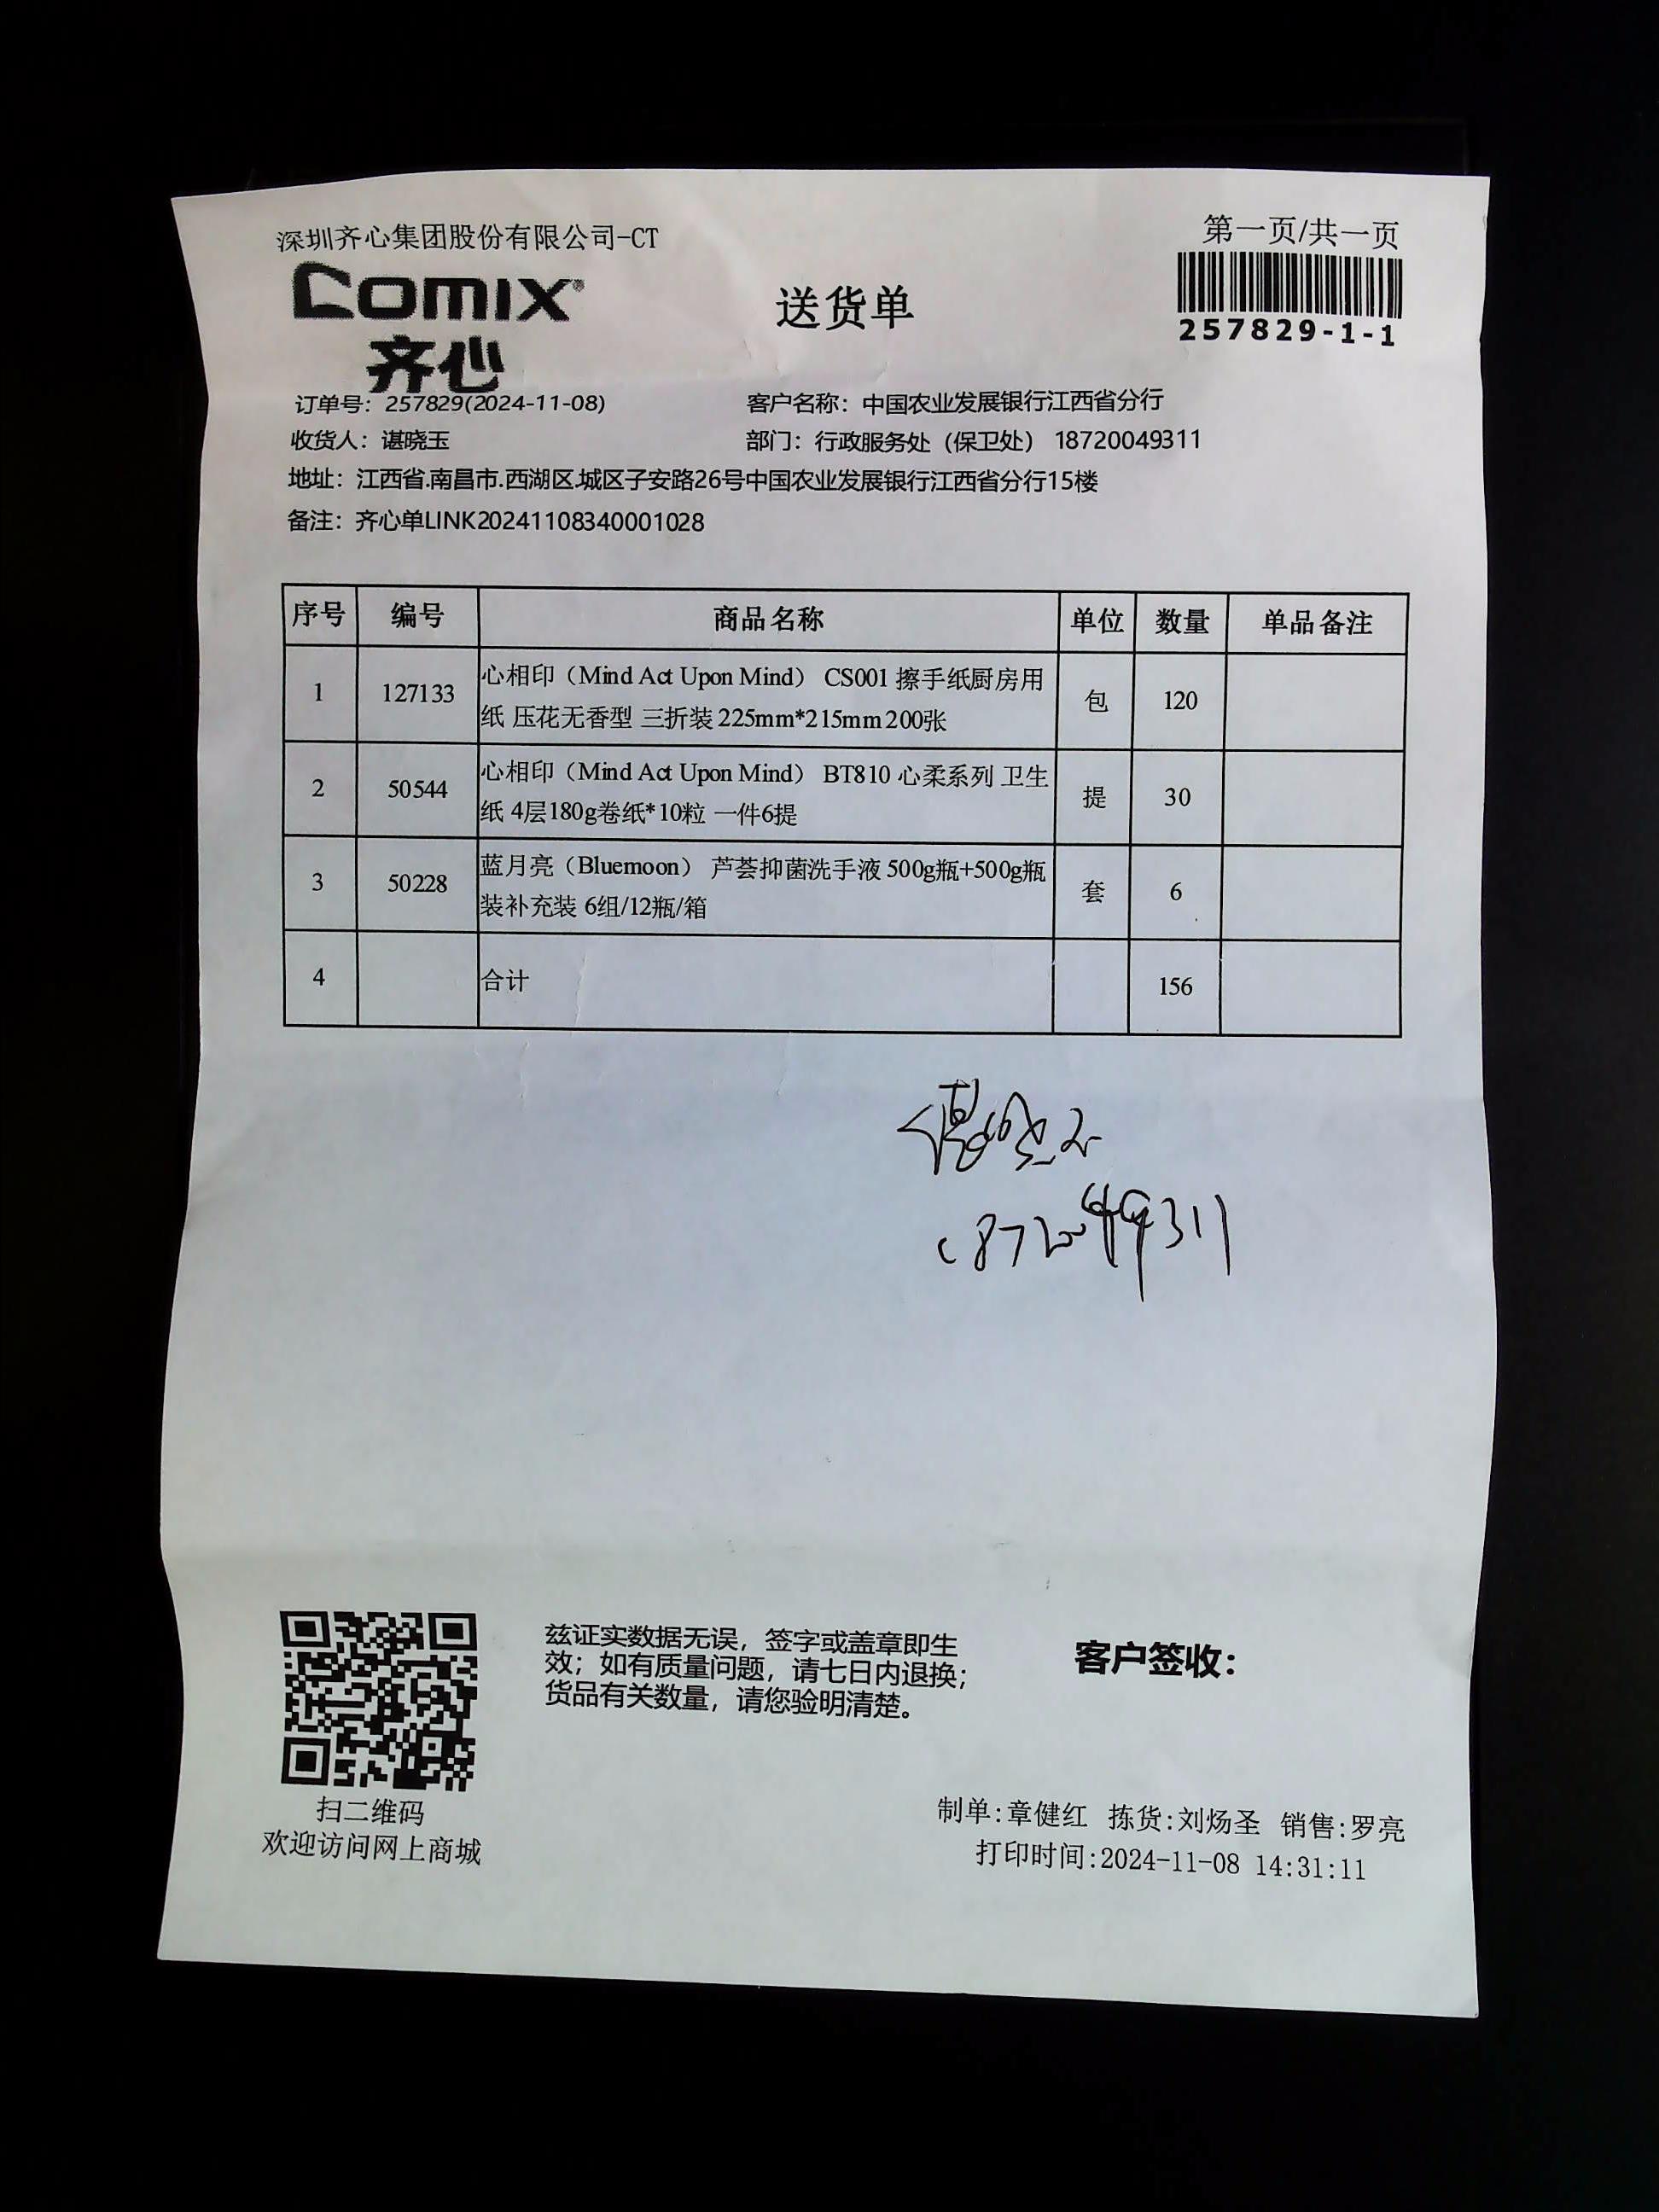 深圳齐心集团股份有限公司-CT
第一页/共一页
Comix
齐心
送货单
257829-1-1
订单号：257829(2024-11-08)
客户名称：中国农业发展银行江西省分行
收货人：谌晓玉
部门：行政服务处（保卫处） 18720049311
地址：江西省.南昌市.西湖区.城区子安路26号中国农业发展银行江西省分行15楼
备注：齐心单LINK20241108340001028
序号 编号 商品名称 单位 数量 单品备注
1 127133 心相印（Mind Act Upon Mind） CS001 擦手纸厨房用
纸 压花无香型 三折装 225mm*215mm 200张 包 120
2 50544 心相印（Mind Act Upon Mind） BT810 心柔系列 卫生
纸 4层180g卷纸*10粒 一件6提 提 30
3 50228 蓝月亮（Bluemoon） 芦荟抑菌洗手液 500g瓶+500g瓶
装补充装 6组/12瓶/箱 套 6
4 合计 156
谌晓玉
18720049311
兹证实数据无误，签字或盖章即生
效；如有质量问题，请七日内退换；
货品有关数量，请您验明清楚。
客户签收：
扫二维码
欢迎访问网上商城
制单:章健红 拣货:刘炀圣 销售:罗亮
打印时间:2024-11-08 14:31:11